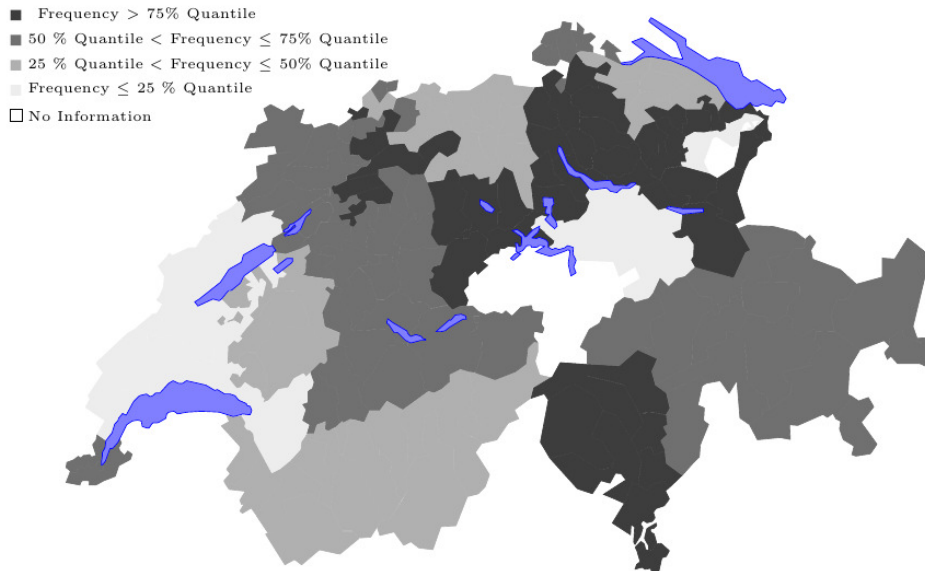 Frequency > 75% Quantile
50 % Quantile < Frequency ≤ 75% Quantile
25 % Quantile < Frequency ≤ 50% Quantile
Frequency ≤ 25 % Quantile
No Information